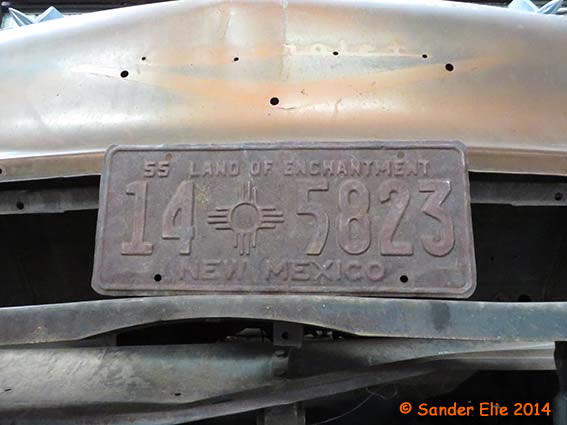 55 LAND OF ENCHANTMENT
14 5823
NEW MEXICO
© Sander Elie 2014